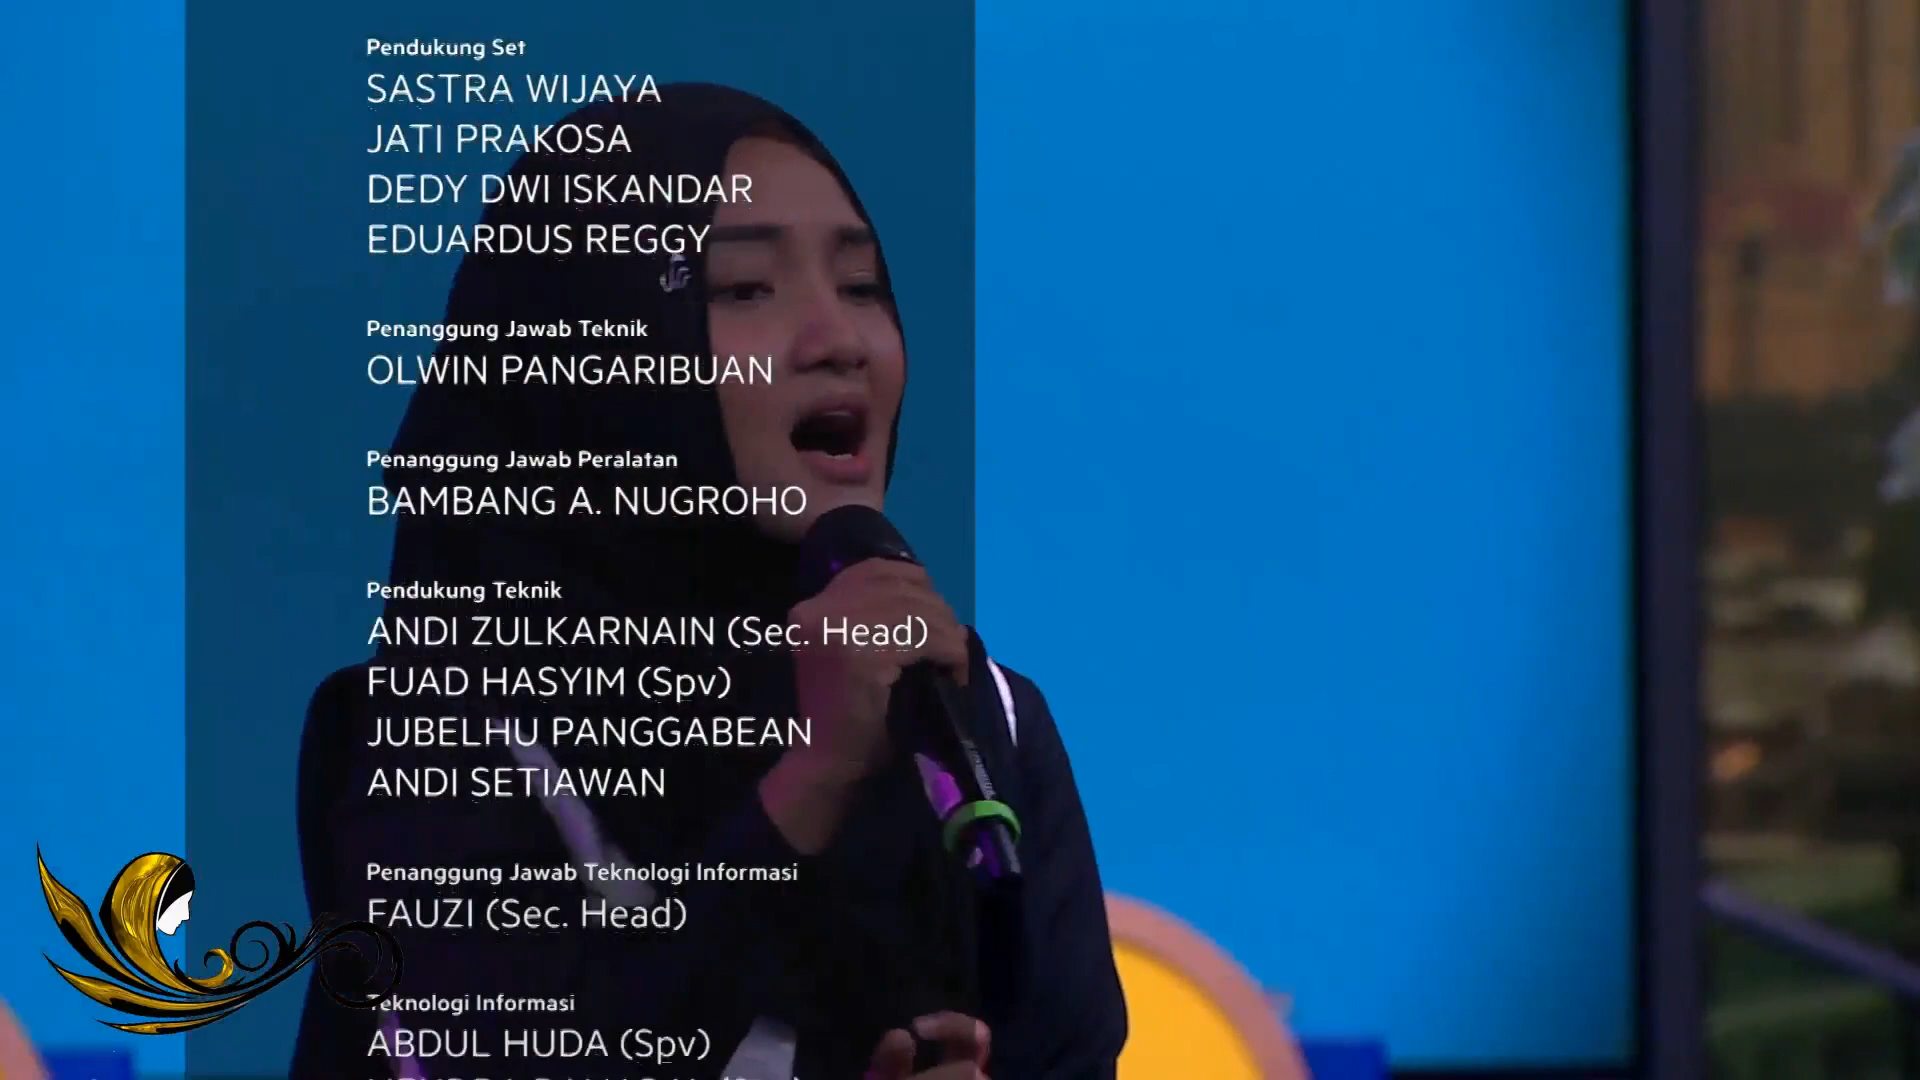 Pendukung Set
SASTRA WIJAYA
JATI PRAKOSA
DEDY DWI ISKANDAR
EDUARDUS REGGY
Penanggung Jawab Teknik
OLWIN PANGARIBUAN
Penanggung Jawab Peralatan
BAMBANG A. NUGROHO
Pendukung Teknik
ANDI ZULKARNAIN (Sec. Head)
FUAD HASYIM (Spv)
JUBELHU PANGGABEAN
ANDI SETIAWAN
Penanggung Jawab Teknologi Informasi
FAUZI (Sec. Head)
Teknologi Informasi
ABDUL HUDA (Spv)